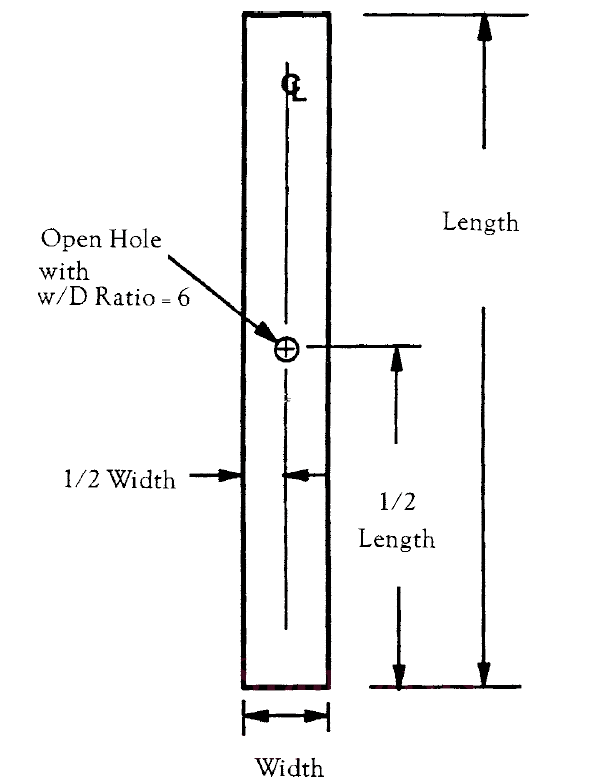 ℄
Length
Open Hole
with
w/D Ratio = 6
1/2 Width
1/2
Length
Width